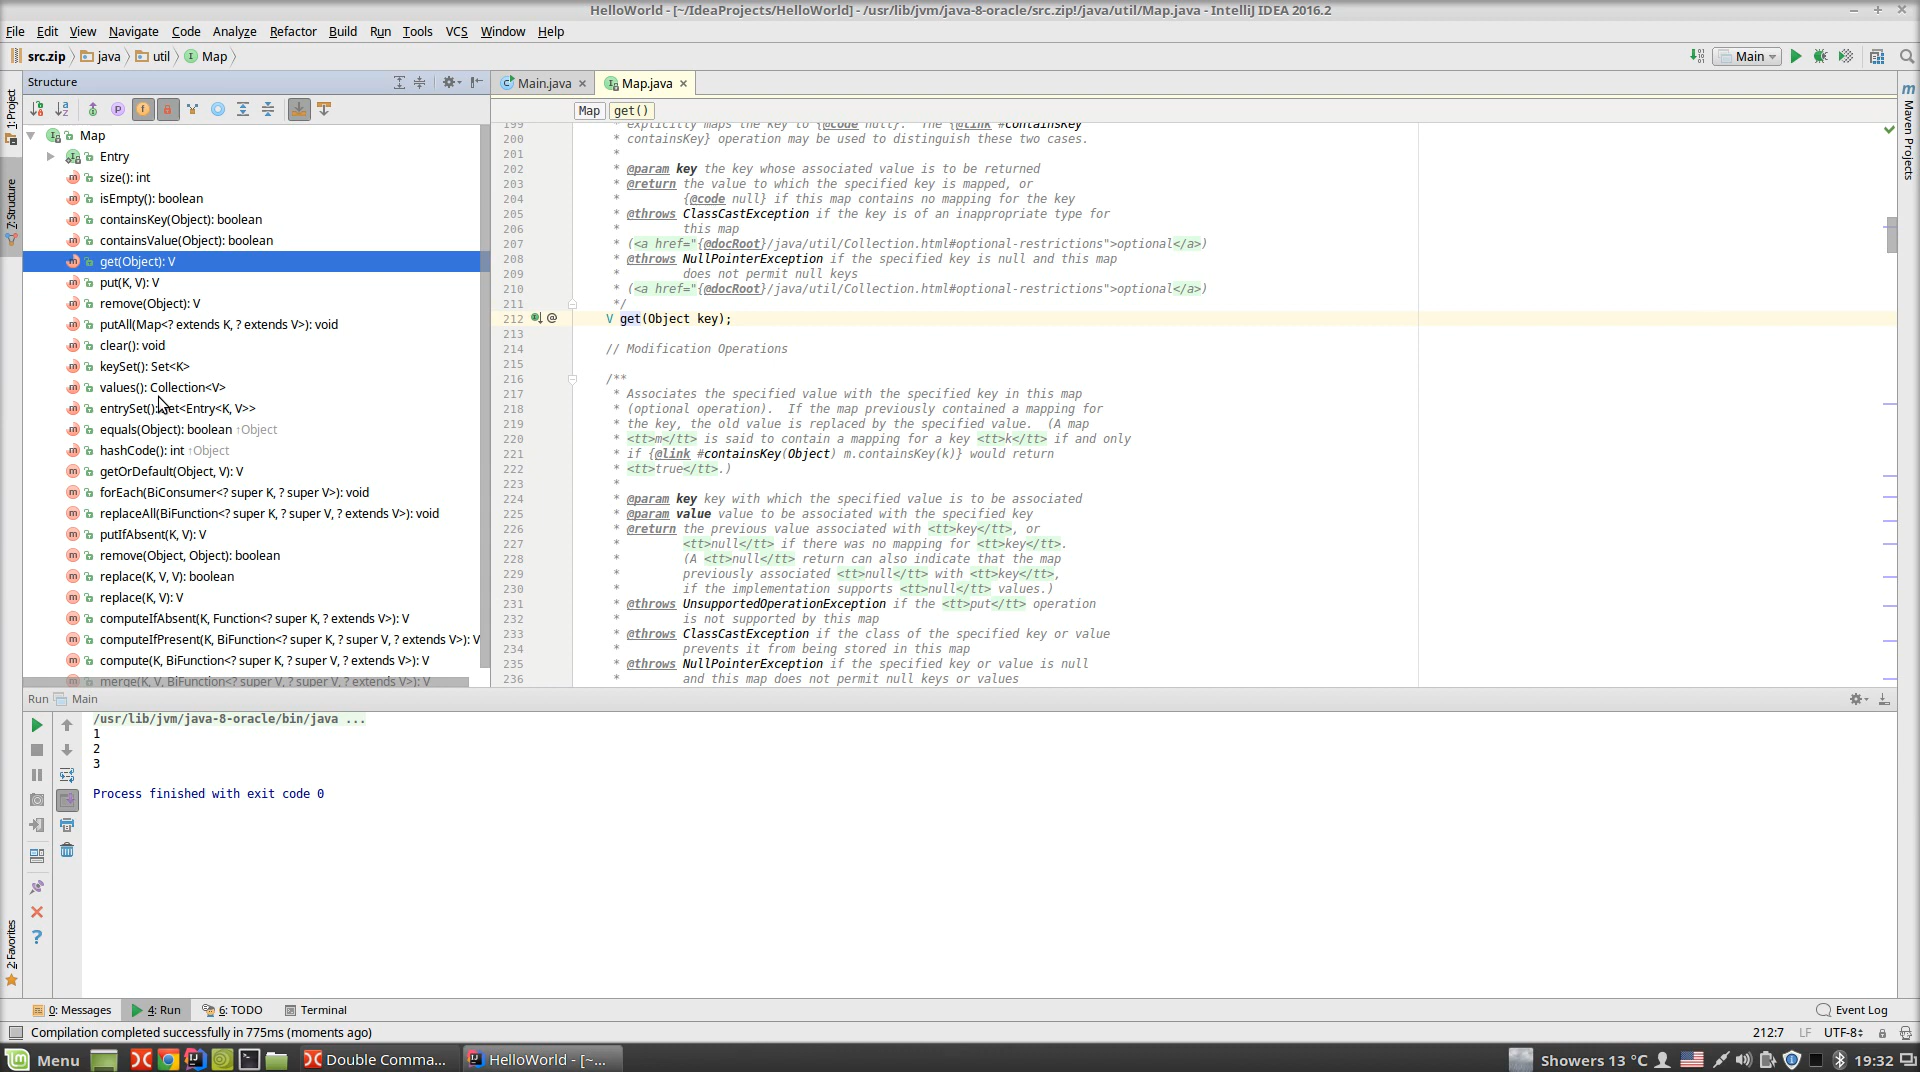 HelloWorld - [~/IdeaProjects/HelloWorld] - /usr/lib/jvm/java-8-oracle/src.zip!/java/util/Map.java - IntelliJ IDEA 2016.2
File Edit View Navigate Code Analyze Refactor Build Run Tools VCS Window Help
src.zip java util Map
Main
Structure
Main.java
Map.java
Map get()
1: Project
7: Structure
2: Favorites
Maven Projects
Map
Entry
size(): int
isEmpty(): boolean
containsKey(Object): boolean
containsValue(Object): boolean
get(Object): V
put(K, V): V
remove(Object): V
putAll(Map<? extends K, ? extends V>): void
clear(): void
keySet(): Set<K>
values(): Collection<V>
entrySet(): Set<Entry<K, V>>
equals(Object): boolean ↑Object
hashCode(): int ↑Object
getOrDefault(Object, V): V
forEach(BiConsumer<? super K, ? super V>): void
replaceAll(BiFunction<? super K, ? super V, ? extends V>): void
putIfAbsent(K, V): V
remove(Object, Object): boolean
replace(K, V, V): boolean
replace(K, V): V
computeIfAbsent(K, Function<? super K, ? extends V>): V
computeIfPresent(K, BiFunction<? super K, ? super V, ? extends V>): V
compute(K, BiFunction<? super K, ? super V, ? extends V>): V
merge(K, V, BiFunction<? super V, ? super V, ? extends V>): V
199 * explicitly maps the key to {@code null}. The {@link #containsKey
200 * containsKey} operation may be used to distinguish these two cases.
201 *
202 * @param key the key whose associated value is to be returned
203 * @return the value to which the specified key is mapped, or
204 * {@code null} if this map contains no mapping for the key
205 * @throws ClassCastException if the key is of an inappropriate type for
206 * this map
207 * (<a href="{@docRoot}/java/util/Collection.html#optional-restrictions">optional</a>)
208 * @throws NullPointerException if the specified key is null and this map
209 * does not permit null keys
210 * (<a href="{@docRoot}/java/util/Collection.html#optional-restrictions">optional</a>)
211 */
212 V get(Object key);
213
214 // Modification Operations
215
216 /**
217 * Associates the specified value with the specified key in this map
218 * (optional operation). If the map previously contained a mapping for
219 * the key, the old value is replaced by the specified value. (A map
220 * <tt>m</tt> is said to contain a mapping for a key <tt>k</tt> if and only
221 * if {@link #containsKey(Object) m.containsKey(k)} would return
222 * <tt>true</tt>.)
223 *
224 * @param key key with which the specified value is to be associated
225 * @param value value to be associated with the specified key
226 * @return the previous value associated with <tt>key</tt>, or
227 * <tt>null</tt> if there was no mapping for <tt>key</tt>.
228 * (A <tt>null</tt> return can also indicate that the map
229 * previously associated <tt>null</tt> with <tt>key</tt>,
230 * if the implementation supports <tt>null</tt> values.)
231 * @throws UnsupportedOperationException if the <tt>put</tt> operation
232 * is not supported by this map
233 * @throws ClassCastException if the class of the specified key or value
234 * prevents it from being stored in this map
235 * @throws NullPointerException if the specified key or value is null
236 * and this map does not permit null keys or values
Run Main
/usr/lib/jvm/java-8-oracle/bin/java ...
1
2
3
Process finished with exit code 0
0: Messages 4: Run 6: TODO Terminal Event Log
Compilation completed successfully in 775ms (moments ago) 212:7 LF UTF-8
Menu Double Comma... HelloWorld - [~... Showers 13 °C 19:32